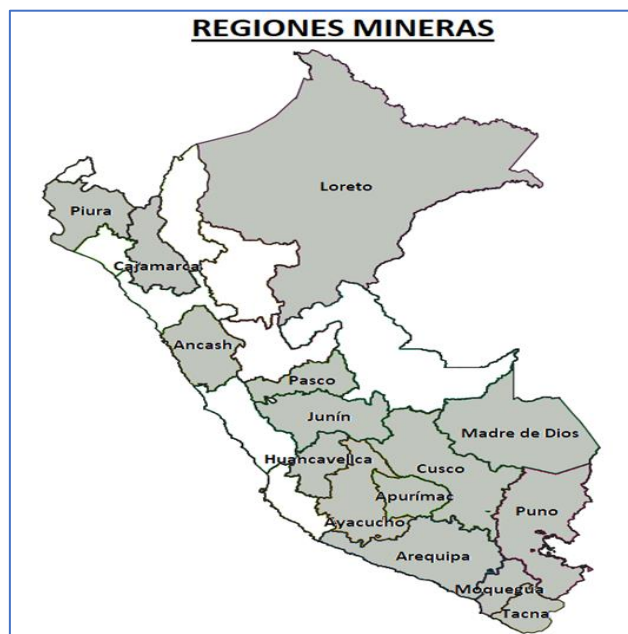 REGIONES MINERAS
Loreto
Piura
Cajamarca
Ancash
Pasco
Junín
Madre de Dios
Huancavelica
Cusco
Apurímac
Puno
Ayacucho
Arequipa
Moquegua
Tacna